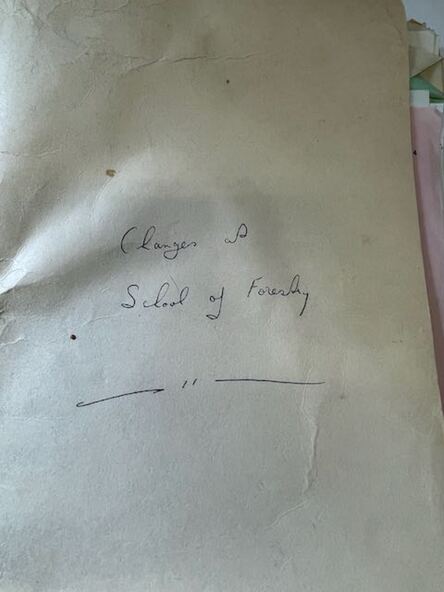 Changes at
School of Forestry
—— " ——